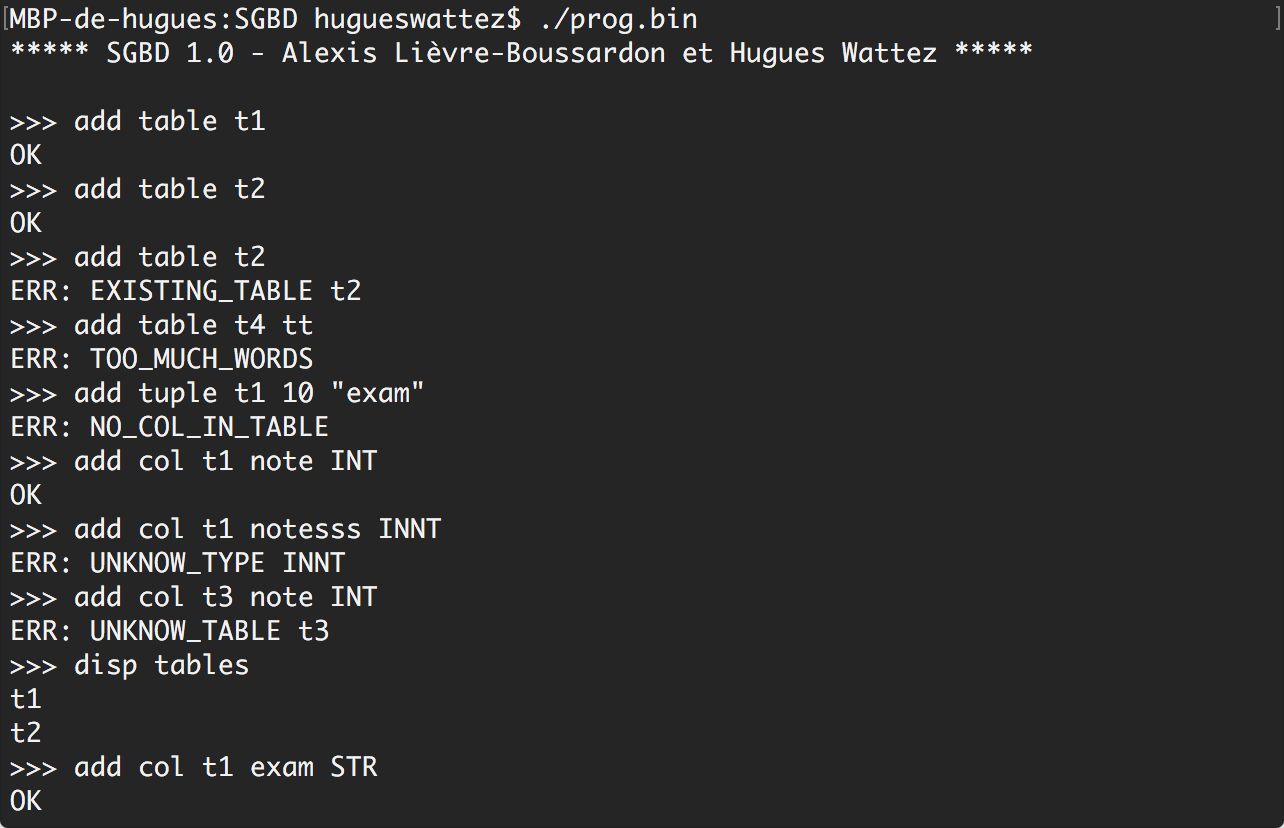 [MBP-de-hugues:SGBD hugueswattez$ ./prog.bin ]
***** SGBD 1.0 - Alexis Lièvre-Boussardon et Hugues Wattez *****
>>> add table t1
OK
>>> add table t2
OK
>>> add table t2
ERR: EXISTING_TABLE t2
>>> add table t4 tt
ERR: TOO_MUCH_WORDS
>>> add tuple t1 10 "exam"
ERR: NO_COL_IN_TABLE
>>> add col t1 note INT
OK
>>> add col t1 notesss INNT
ERR: UNKNOW_TYPE INNT
>>> add col t3 note INT
ERR: UNKNOW_TABLE t3
>>> disp tables
t1
t2
>>> add col t1 exam STR
OK